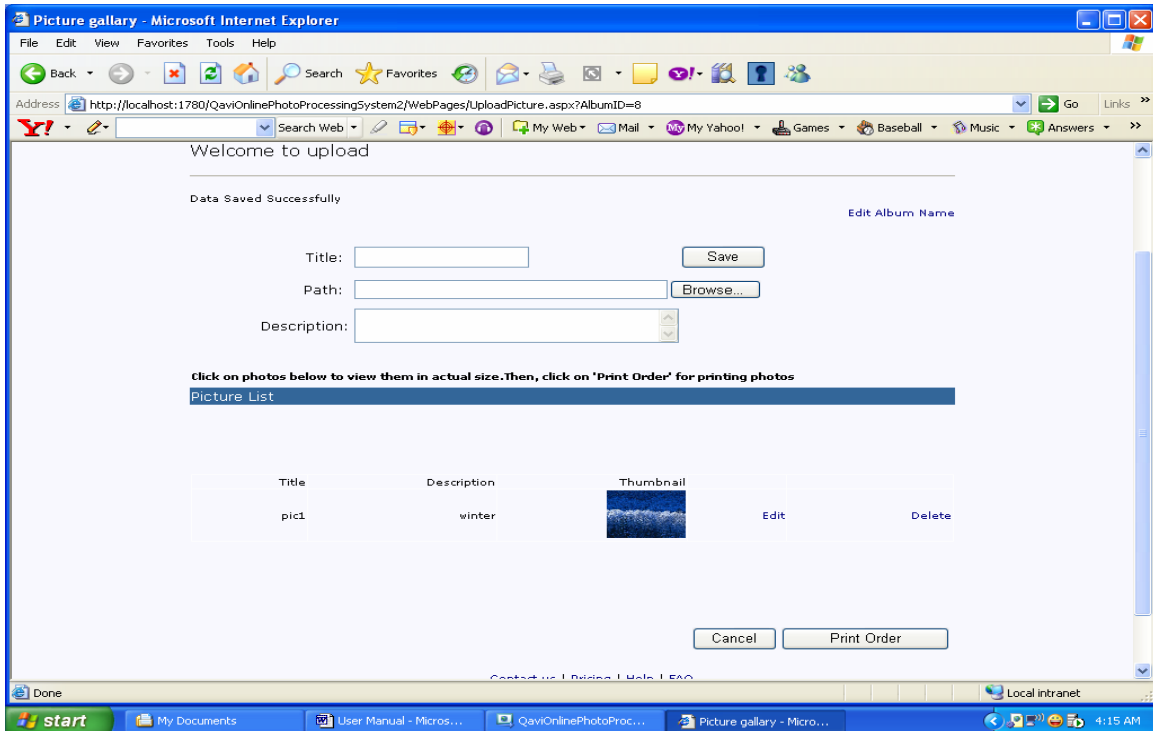 Picture gallary - Microsoft Internet Explorer
File Edit View Favorites Tools Help
Back Search Favorites
Address http://localhost:1780/QaviOnlinePhotoProcessingSystem2/WebPages/UploadPicture.aspx?AlbumID=8 Go Links »
Y! Search Web My Web Mail My Yahoo! Games Baseball Music Answers »
Welcome to upload
Data Saved Successfully
Edit Album Name
Title: Save
Path: Browse...
Description:
Click on photos below to view them in actual size.Then, click on 'Print Order' for printing photos
Picture List
Title Description Thumbnail
pic1 winter Edit Delete
Cancel Print Order
Contact us | Pricing | Help | FAQ
Done Local intranet
start My Documents User Manual - Micros... QaviOnlinePhotoProc... Picture gallary - Micro... 4:15 AM